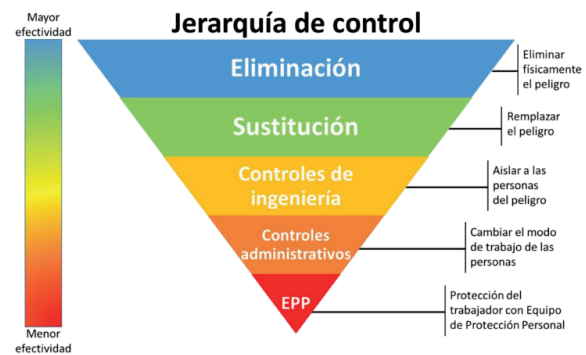 Mayor
efectividad
Jerarquía de control
Eliminación
Eliminar
físicamente
el peligro
Sustitución
Remplazar
el peligro
Controles de
ingeniería
Aislar a las
personas
del peligro
Controles
administrativos
Cambiar el modo
de trabajo de las
personas
EPP
Protección del
trabajador con Equipo
de Protección Personal
Menor
efectividad